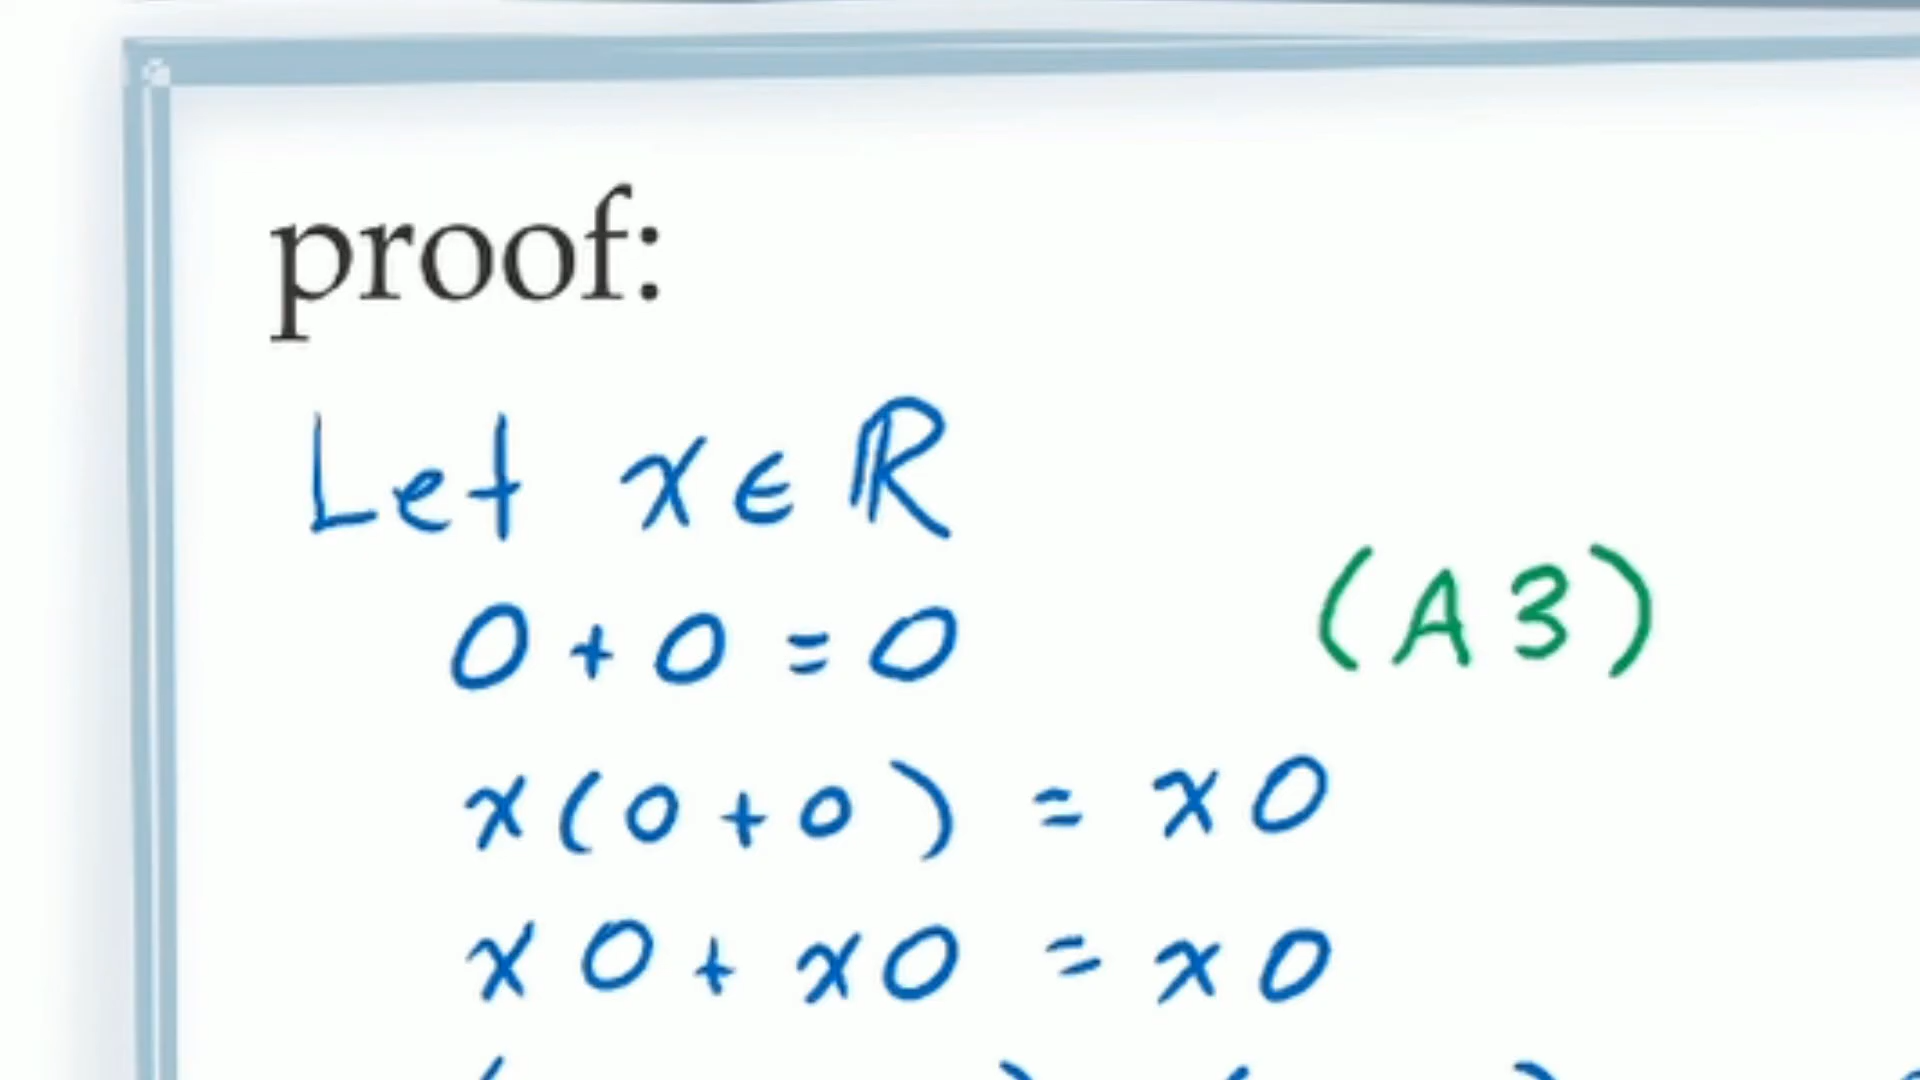 proof:
Let x ∈ ℝ
0 + 0 = 0 (A3)
x(0 + 0) = x0
x0 + x0 = x0